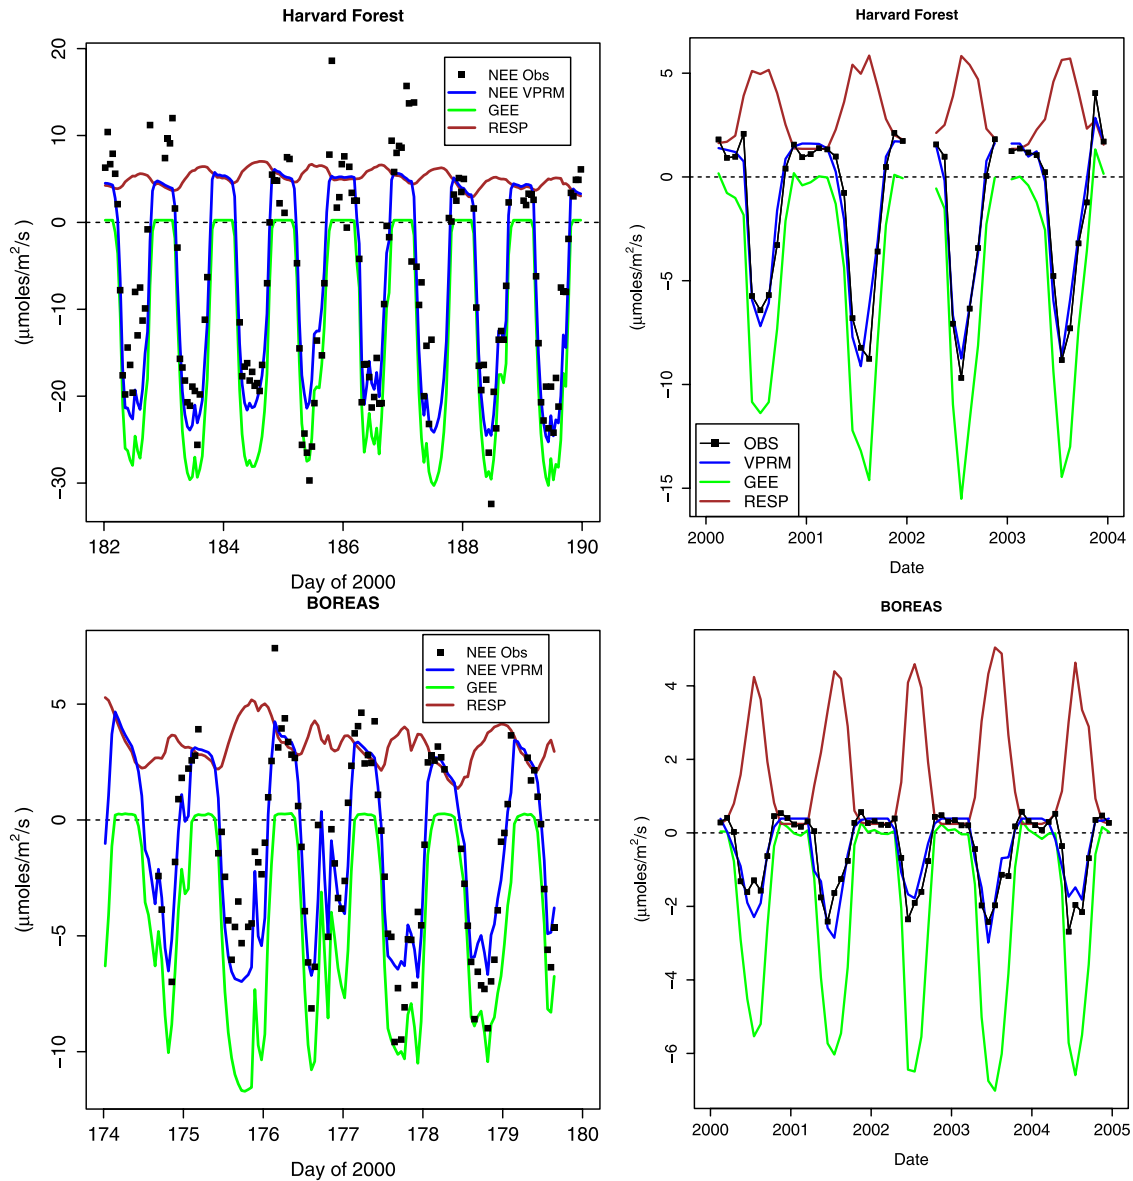 Harvard Forest
20
10
0
−10
−20
−30
(μmoles/m²/s )
NEE Obs
NEE VPRM
GEE
RESP
182
184
186
188
190
Day of 2000
Harvard Forest
5
0
−5
−10
−15
(μmoles/m²/s )
OBS
VPRM
GEE
RESP
2000
2001
2002
2003
2004
Date
BOREAS
5
0
−5
−10
(μmoles/m²/s )
NEE Obs
NEE VPRM
GEE
RESP
174
175
176
177
178
179
180
Day of 2000
BOREAS
4
2
0
−2
−4
−6
(μmoles/m²/s )
2000
2001
2002
2003
2004
2005
Date